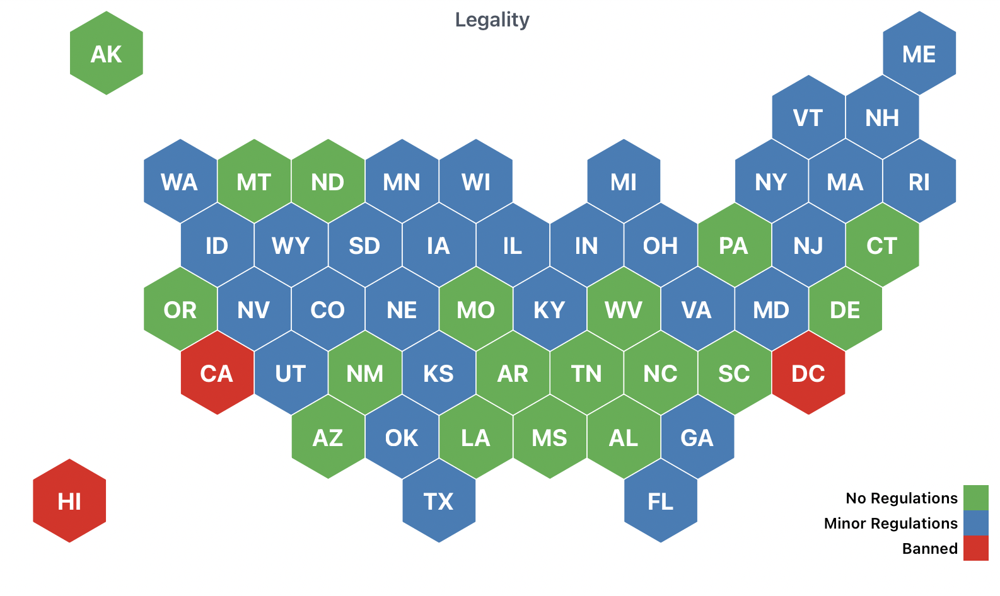 Legality
AK
ME
VT NH
WA MT ND MN WI MI NY MA RI
ID WY SD IA IL IN OH PA NJ CT
OR NV CO NE MO KY WV VA MD DE
CA UT NM KS AR TN NC SC DC
AZ OK LA MS AL GA
HI TX FL
No Regulations
Minor Regulations
Banned